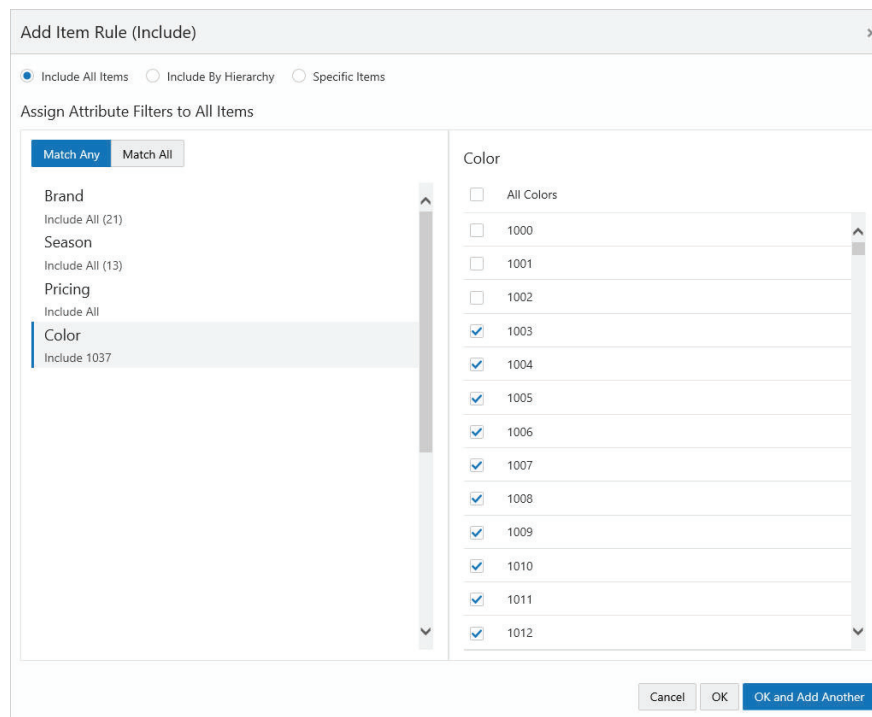 Add Item Rule (Include)
Include All Items Include By Hierarchy Specific Items
Assign Attribute Filters to All Items
Match Any Match All
Brand
Include All (21)
Season
Include All (13)
Pricing
Include All
Color
Include 1037
Color
All Colors
1000
1001
1002
1003
1004
1005
1006
1007
1008
1009
1010
1011
1012
Cancel OK OK and Add Another